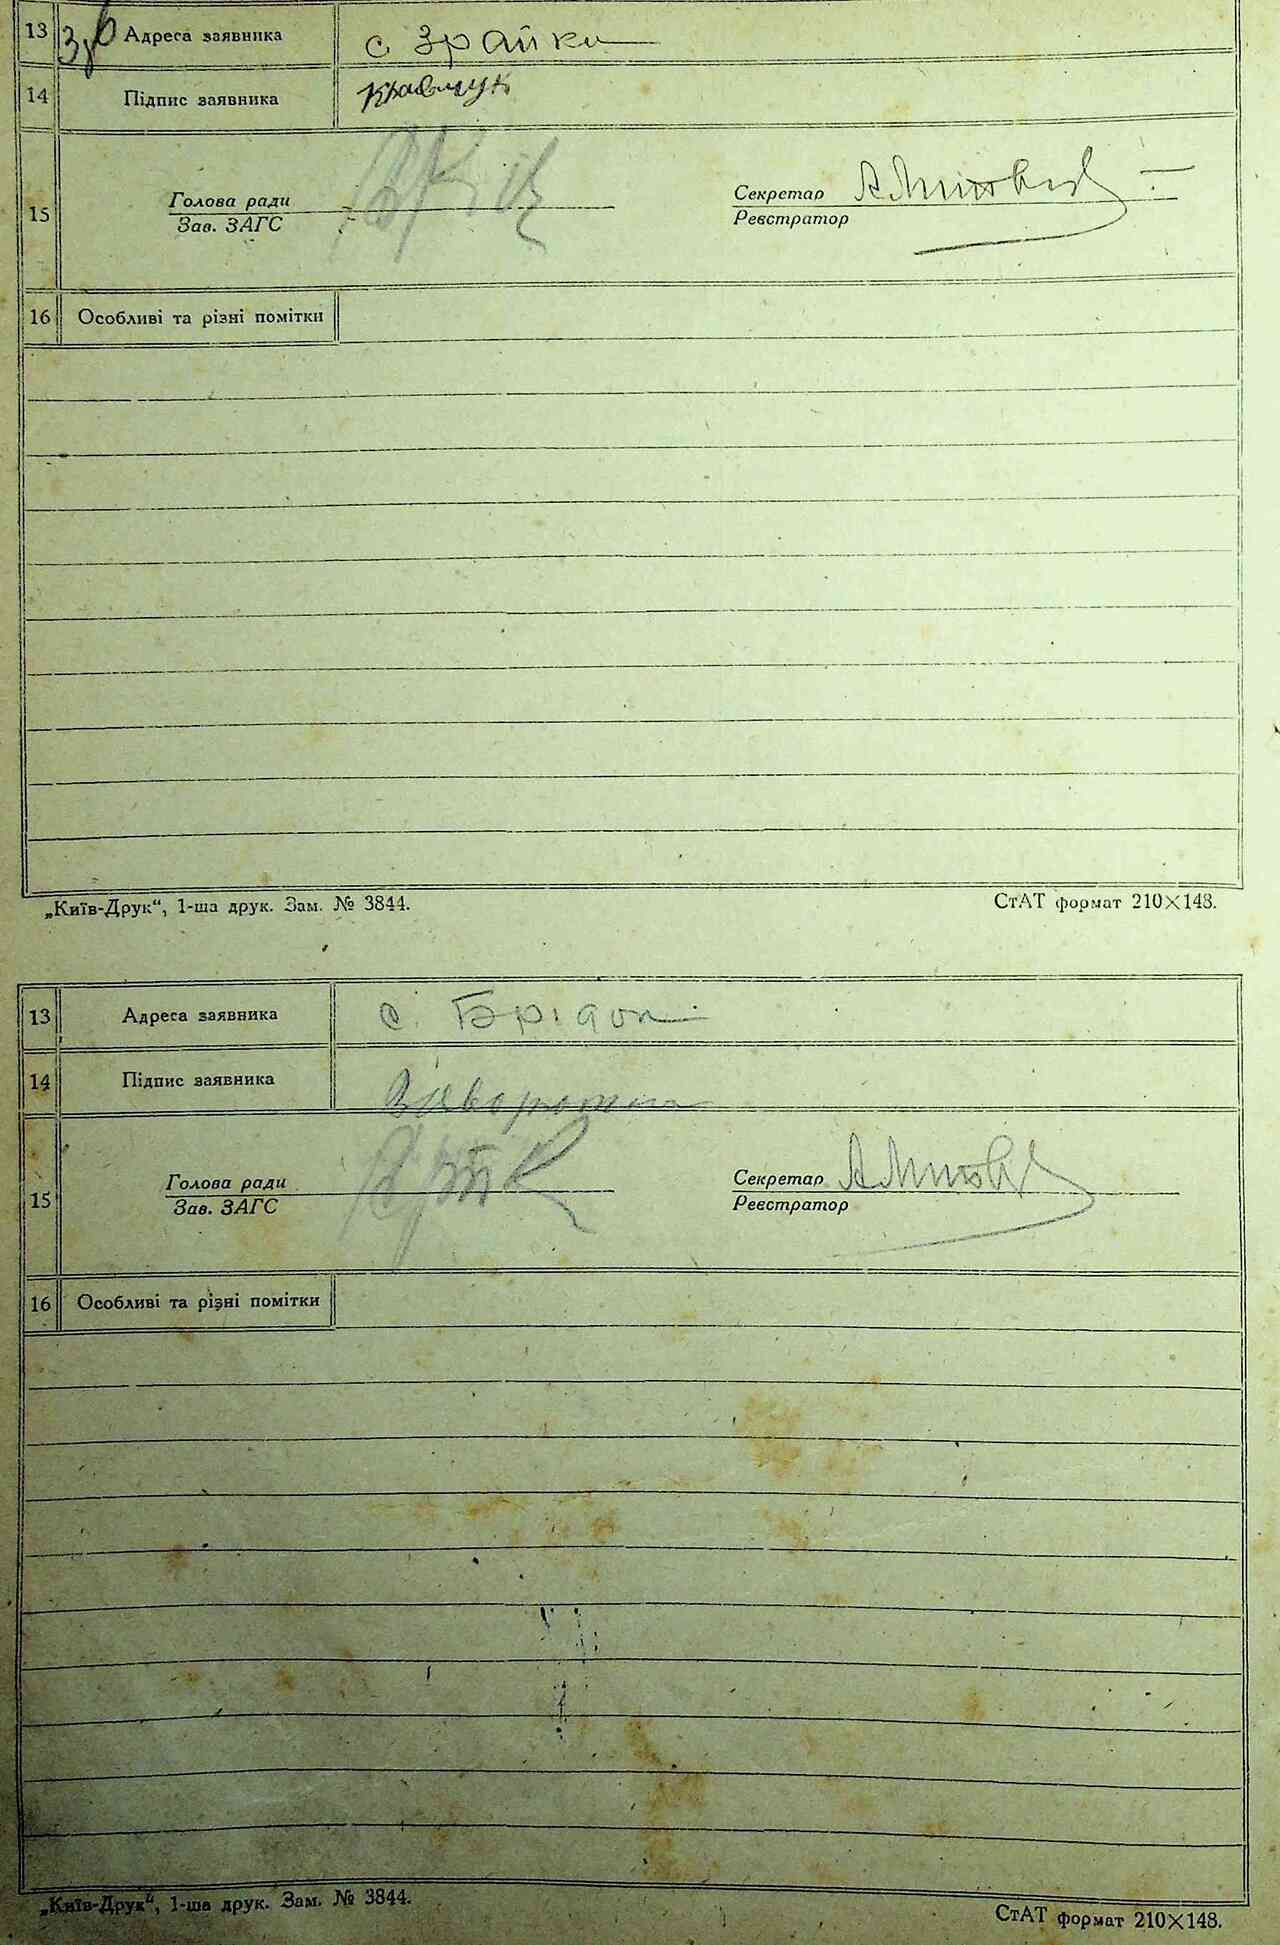 13 Адреса заявника с Зрайки
14 Підпис заявника Кравчук
15 Голова ради Секретар
Зав. ЗАГС Реєстратор
16 Особливі та різні помітки
„Київ-Друк“, 1-ша друк. Зам. № 3844. СтАТ формат 210×148.
13 Адреса заявника с.
14 Підпис заявника
15 Голова ради Секретар
Зав. ЗАГС Реєстратор
16 Особливі та різні помітки
„Київ-Друк“, 1-ша друк. Зам. № 3844. СтАТ формат 210×148.